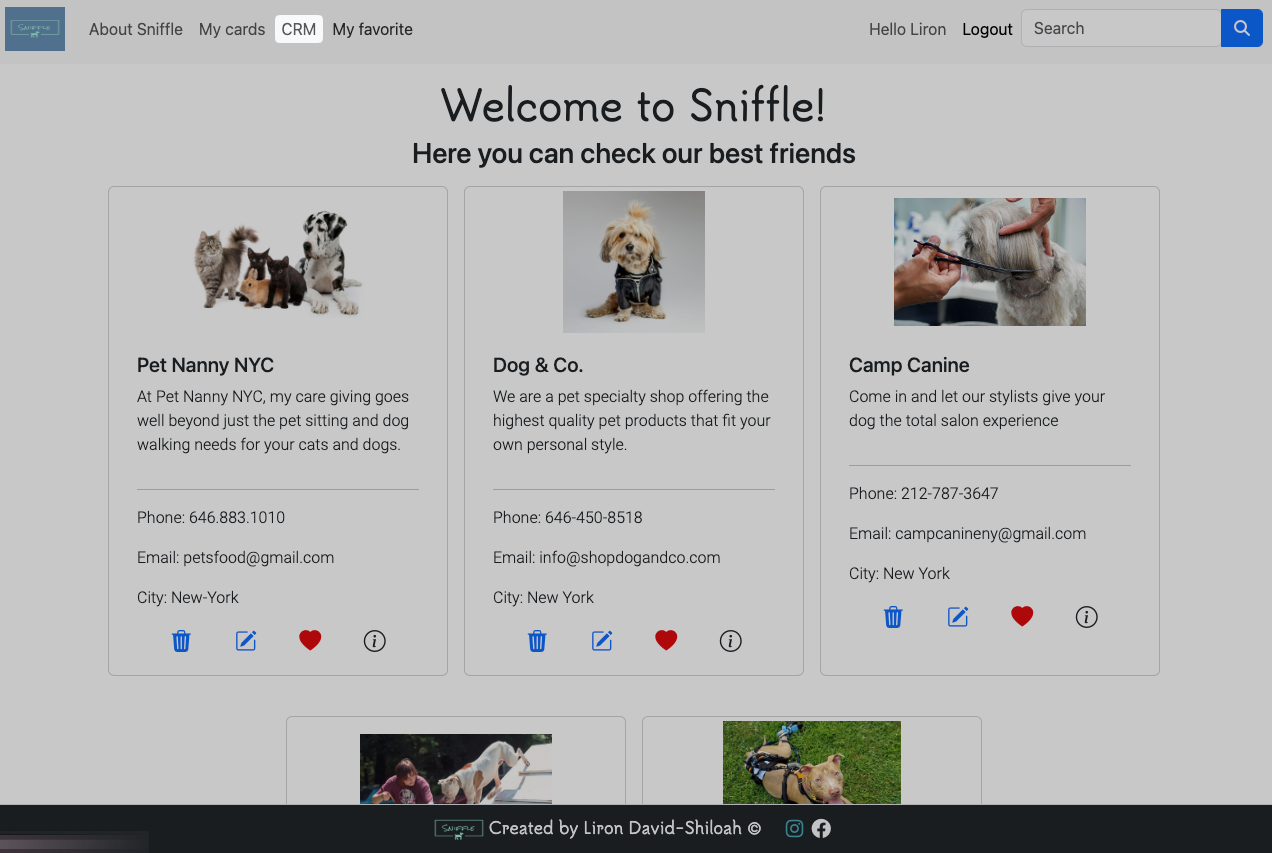 SNIFFLE
About Sniffle My cards CRM My favorite Hello Liron Logout Search
Welcome to Sniffle!
Here you can check our best friends
Pet Nanny NYC
At Pet Nanny NYC, my care giving goes
well beyond just the pet sitting and dog
walking needs for your cats and dogs.
Phone: 646.883.1010
Email: petsfood@gmail.com
City: New-York
Dog & Co.
We are a pet specialty shop offering the
highest quality pet products that fit your
own personal style.
Phone: 646-450-8518
Email: info@shopdogandco.com
City: New York
Camp Canine
Come in and let our stylists give your
dog the total salon experience
Phone: 212-787-3647
Email: campcanineny@gmail.com
City: New York
SNIFFLE Created by Liron David-Shiloah ©